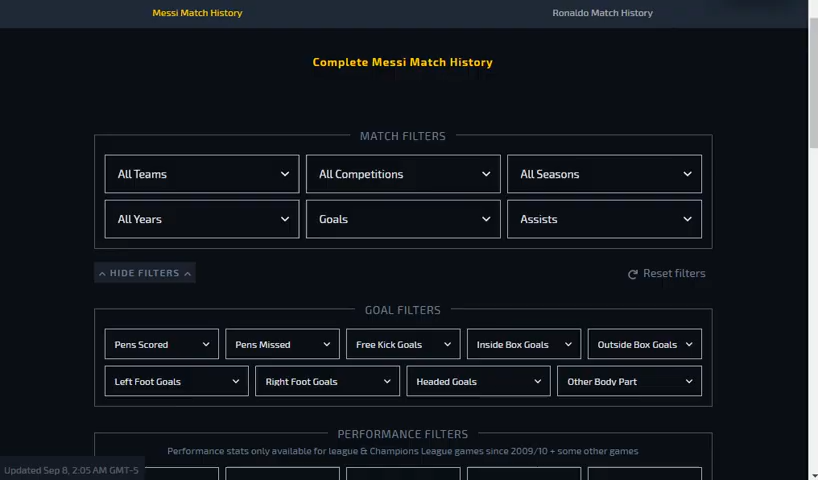 Messi Match History
Ronaldo Match History
Complete Messi Match History
MATCH FILTERS
All Teams
All Competitions
All Seasons
All Years
Goals
Assists
HIDE FILTERS
Reset filters
GOAL FILTERS
Pens Scored
Pens Missed
Free Kick Goals
Inside Box Goals
Outside Box Goals
Left Foot Goals
Right Foot Goals
Headed Goals
Other Body Part
PERFORMANCE FILTERS
Performance stats only available for league & Champions League games since 2009/10 + some other games
Updated Sep 8, 2:05 AM GMT-5